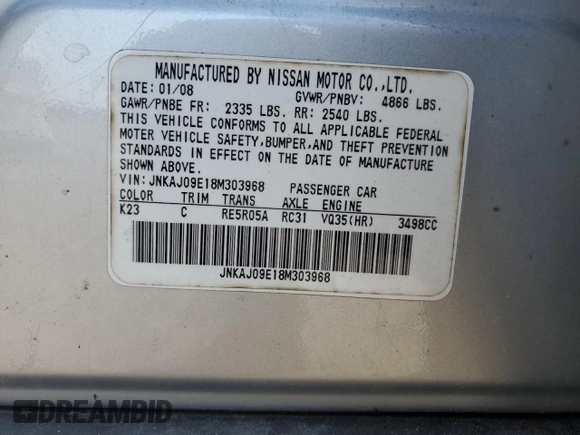 MANUFACTURED BY NISSAN MOTOR CO.,LTD.
DATE: 01/08 GVWR/PNBV: 4866 LBS.
GAWR/PNBE FR: 2335 LBS. RR: 2540 LBS.
THIS VEHICLE CONFORMS TO ALL APPLICABLE FEDERAL
MOTOR VEHICLE SAFETY,BUMPER,AND THEFT PREVENTION
STANDARDS IN EFFECT ON THE DATE OF MANUFACTURE
SHOWN ABOVE.
VIN:JNKAJ09E18M303968 PASSENGER CAR
COLOR TRIM TRANS AXLE ENGINE
K23 C RE5R05A RC31 VQ35(HR) 3498CC
JNKAJ09E18M303968
DREAMBID